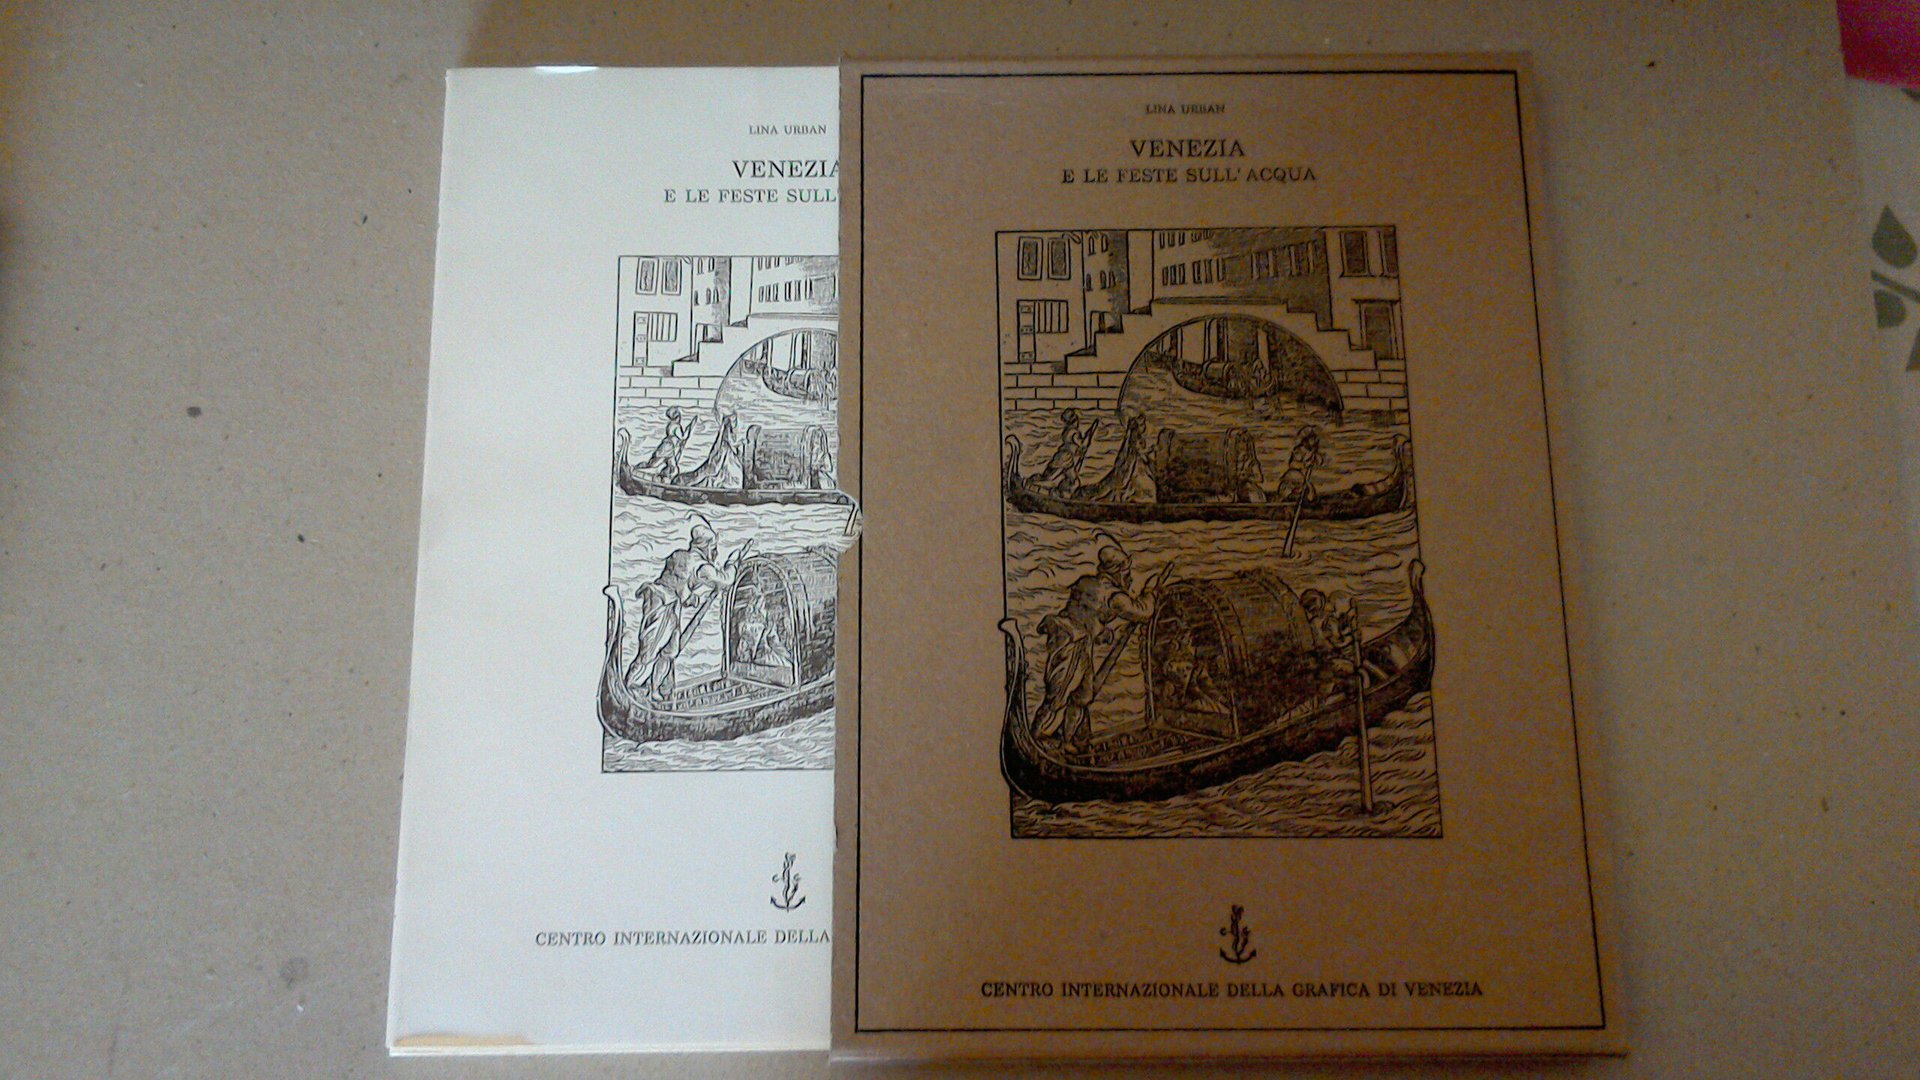 LINA URBAN
VENEZIA
E LE FESTE SULL'
CENTRO INTERNAZIONALE DELLA
LINA URBAN
VENEZIA
E LE FESTE SULL' ACQUA
CENTRO INTERNAZIONALE DELLA GRAFICA DI VENEZIA